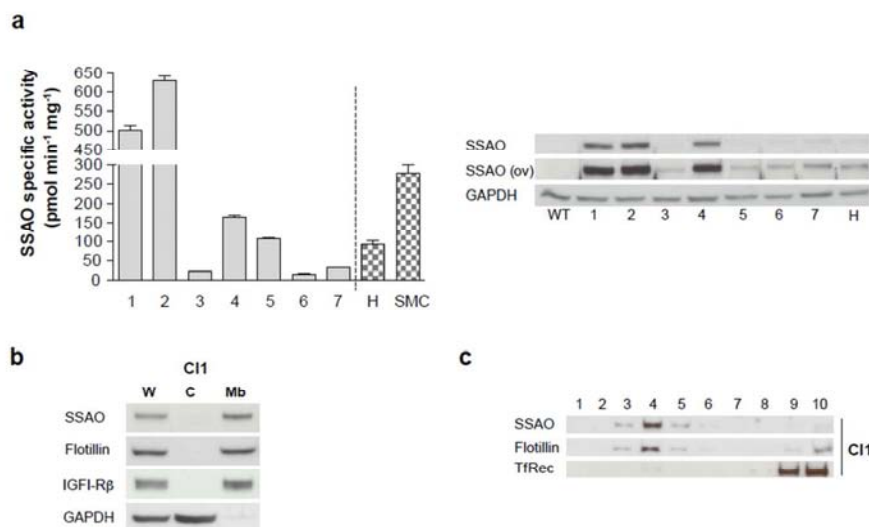 a
SSAO specific activity
(pmol min⁻¹ mg⁻¹)
650
600
550
500
450
300
250
200
150
100
50
0
1 2 3 4 5 6 7 H SMC
SSAO
SSAO (ov)
GAPDH
WT 1 2 3 4 5 6 7 H
b
Cl1
W C Mb
SSAO
Flotillin
IGFI-Rβ
GAPDH
c
1 2 3 4 5 6 7 8 9 10
SSAO
Flotillin
TfRec
Cl1